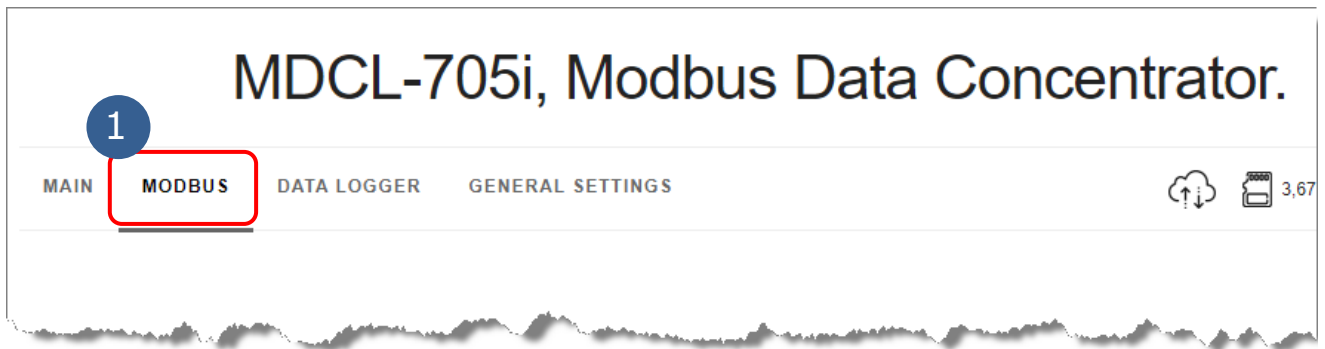 MDCL-705i, Modbus Data Concentrator.
1
MAIN MODBUS DATA LOGGER GENERAL SETTINGS 3,67